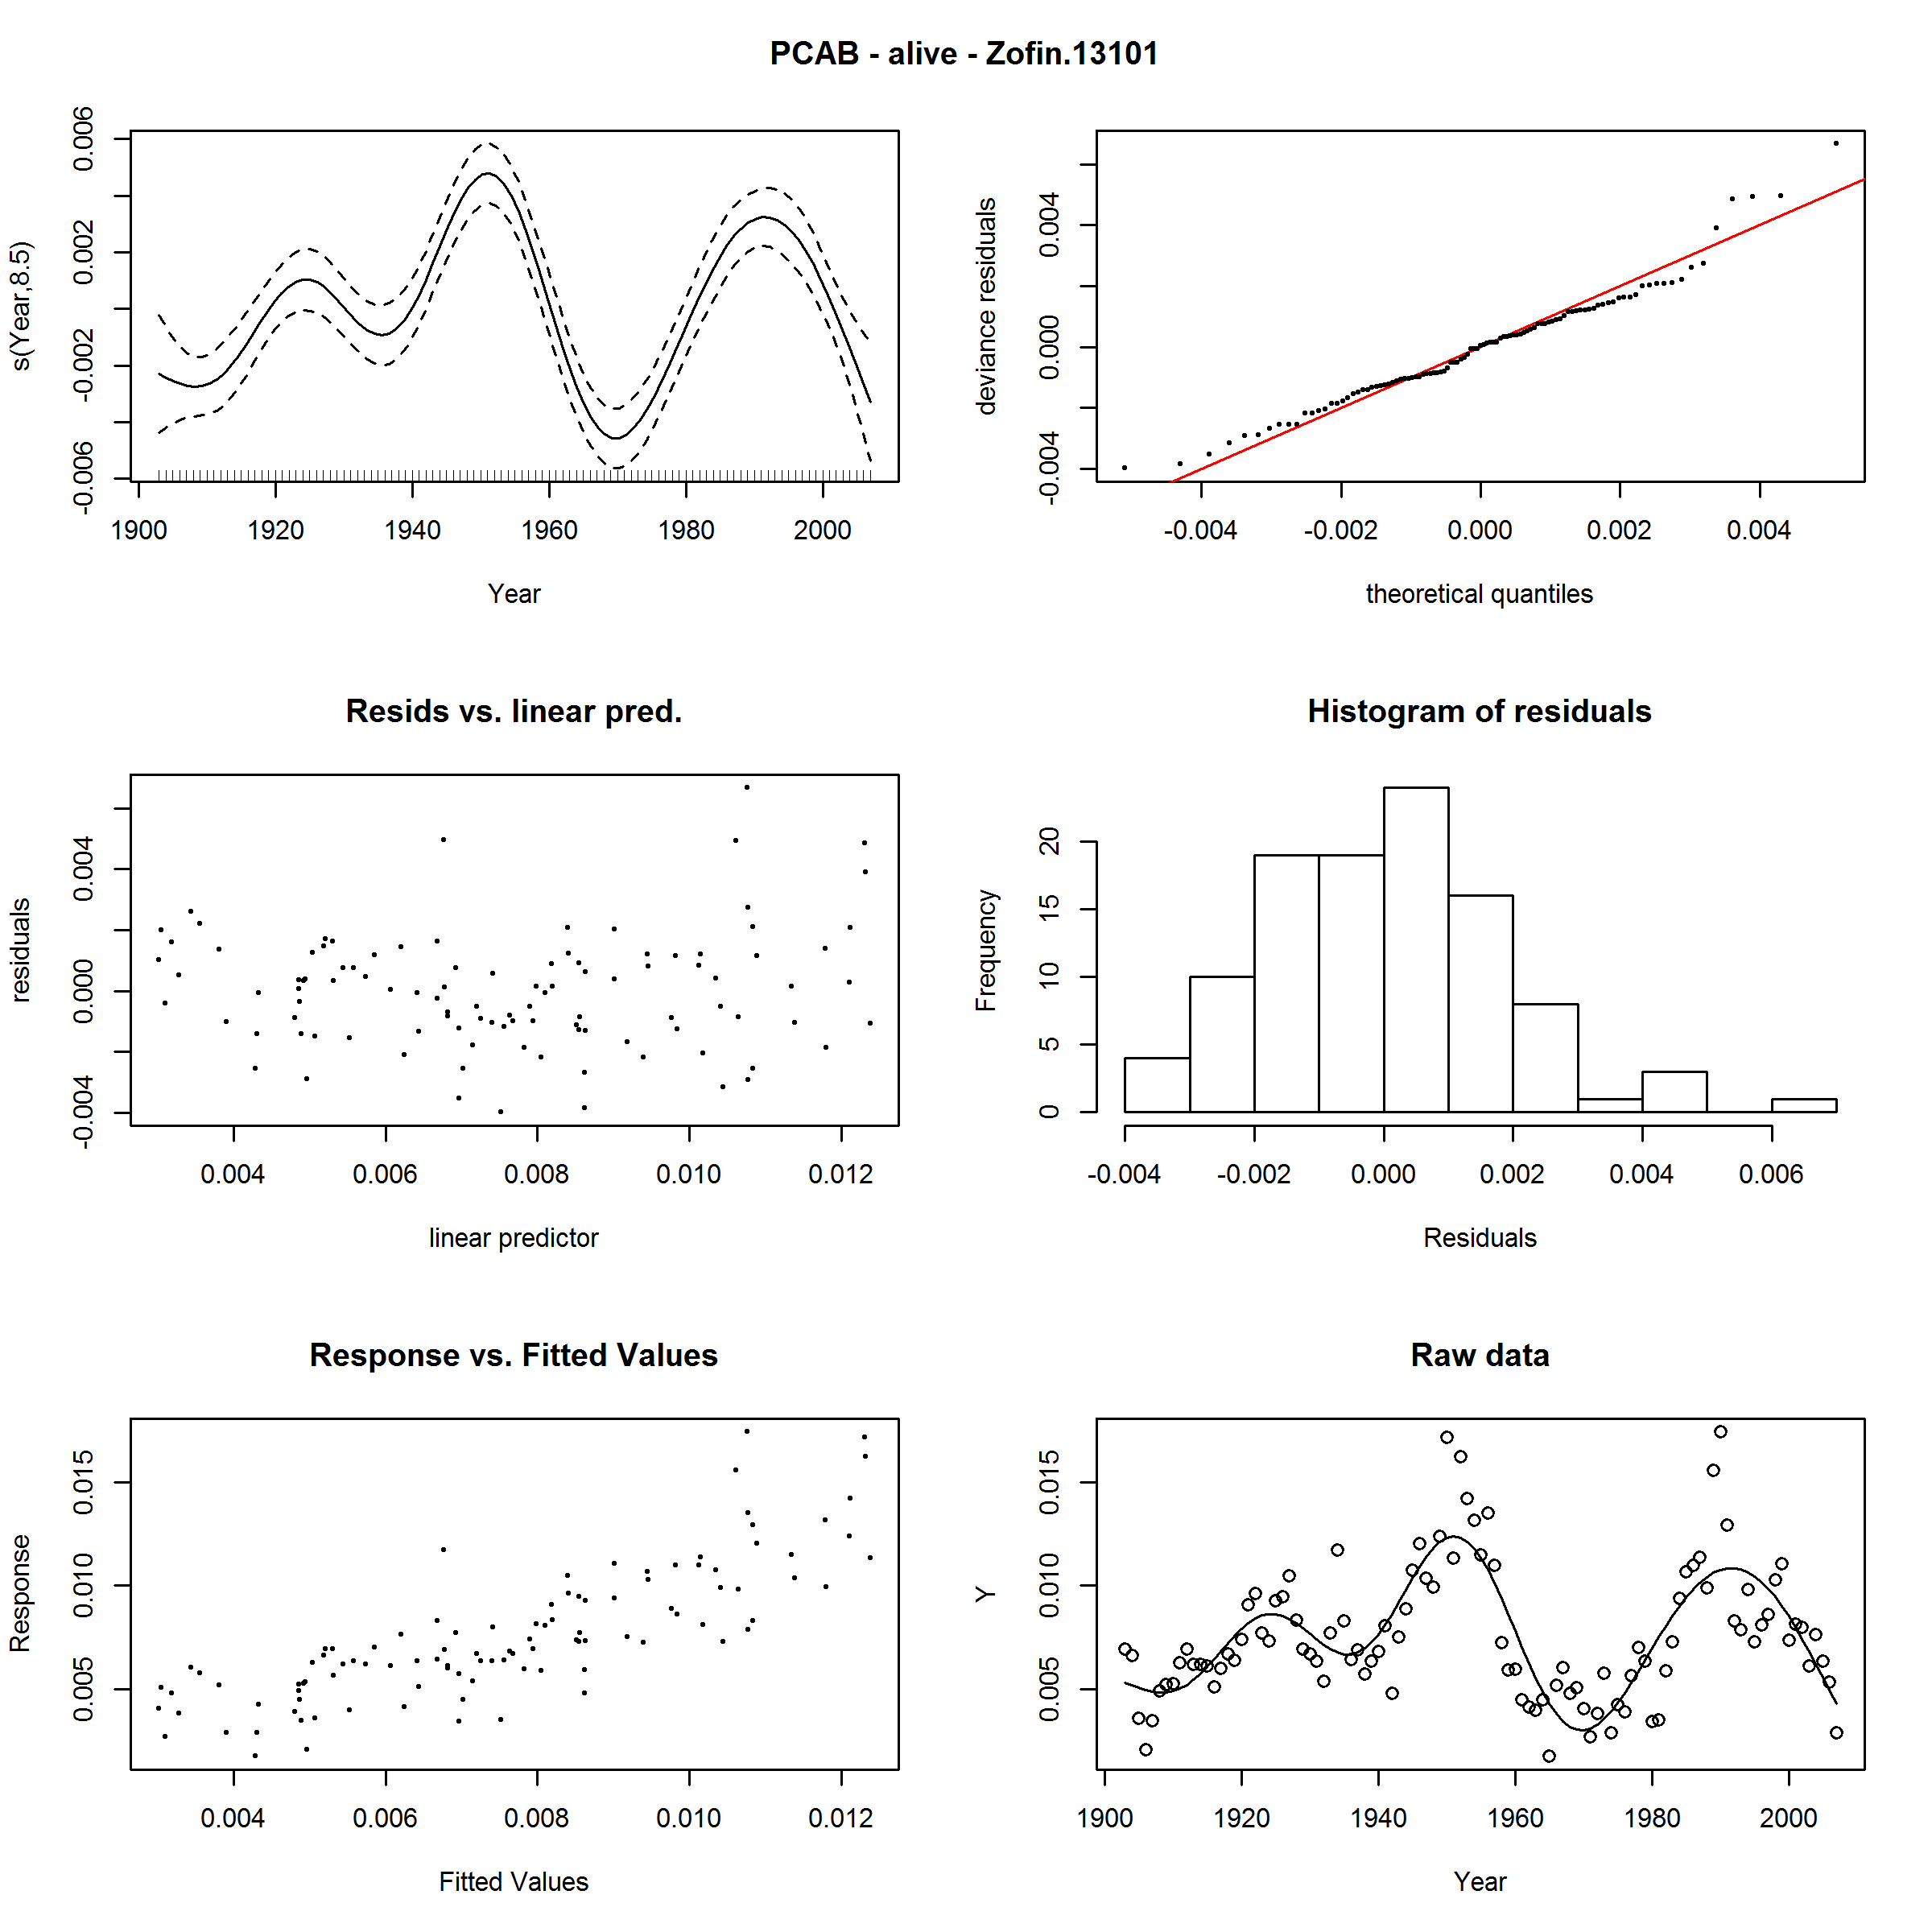 PCAB - alive - Zofin.13101
s(Year,8.5)
-0.006 -0.002 0.002 0.006
1900 1920 1940 1960 1980 2000
Year
deviance residuals
-0.004 0.000 0.004
-0.004 -0.002 0.000 0.002 0.004
theoretical quantiles
Resids vs. linear pred.
residuals
-0.004 0.000 0.004
0.004 0.006 0.008 0.010 0.012
linear predictor
Histogram of residuals
Frequency
0 5 10 15 20
-0.004 -0.002 0.000 0.002 0.004 0.006
Residuals
Response vs. Fitted Values
Response
0.005 0.010 0.015
0.004 0.006 0.008 0.010 0.012
Fitted Values
Raw data
Y
0.005 0.010 0.015
1900 1920 1940 1960 1980 2000
Year